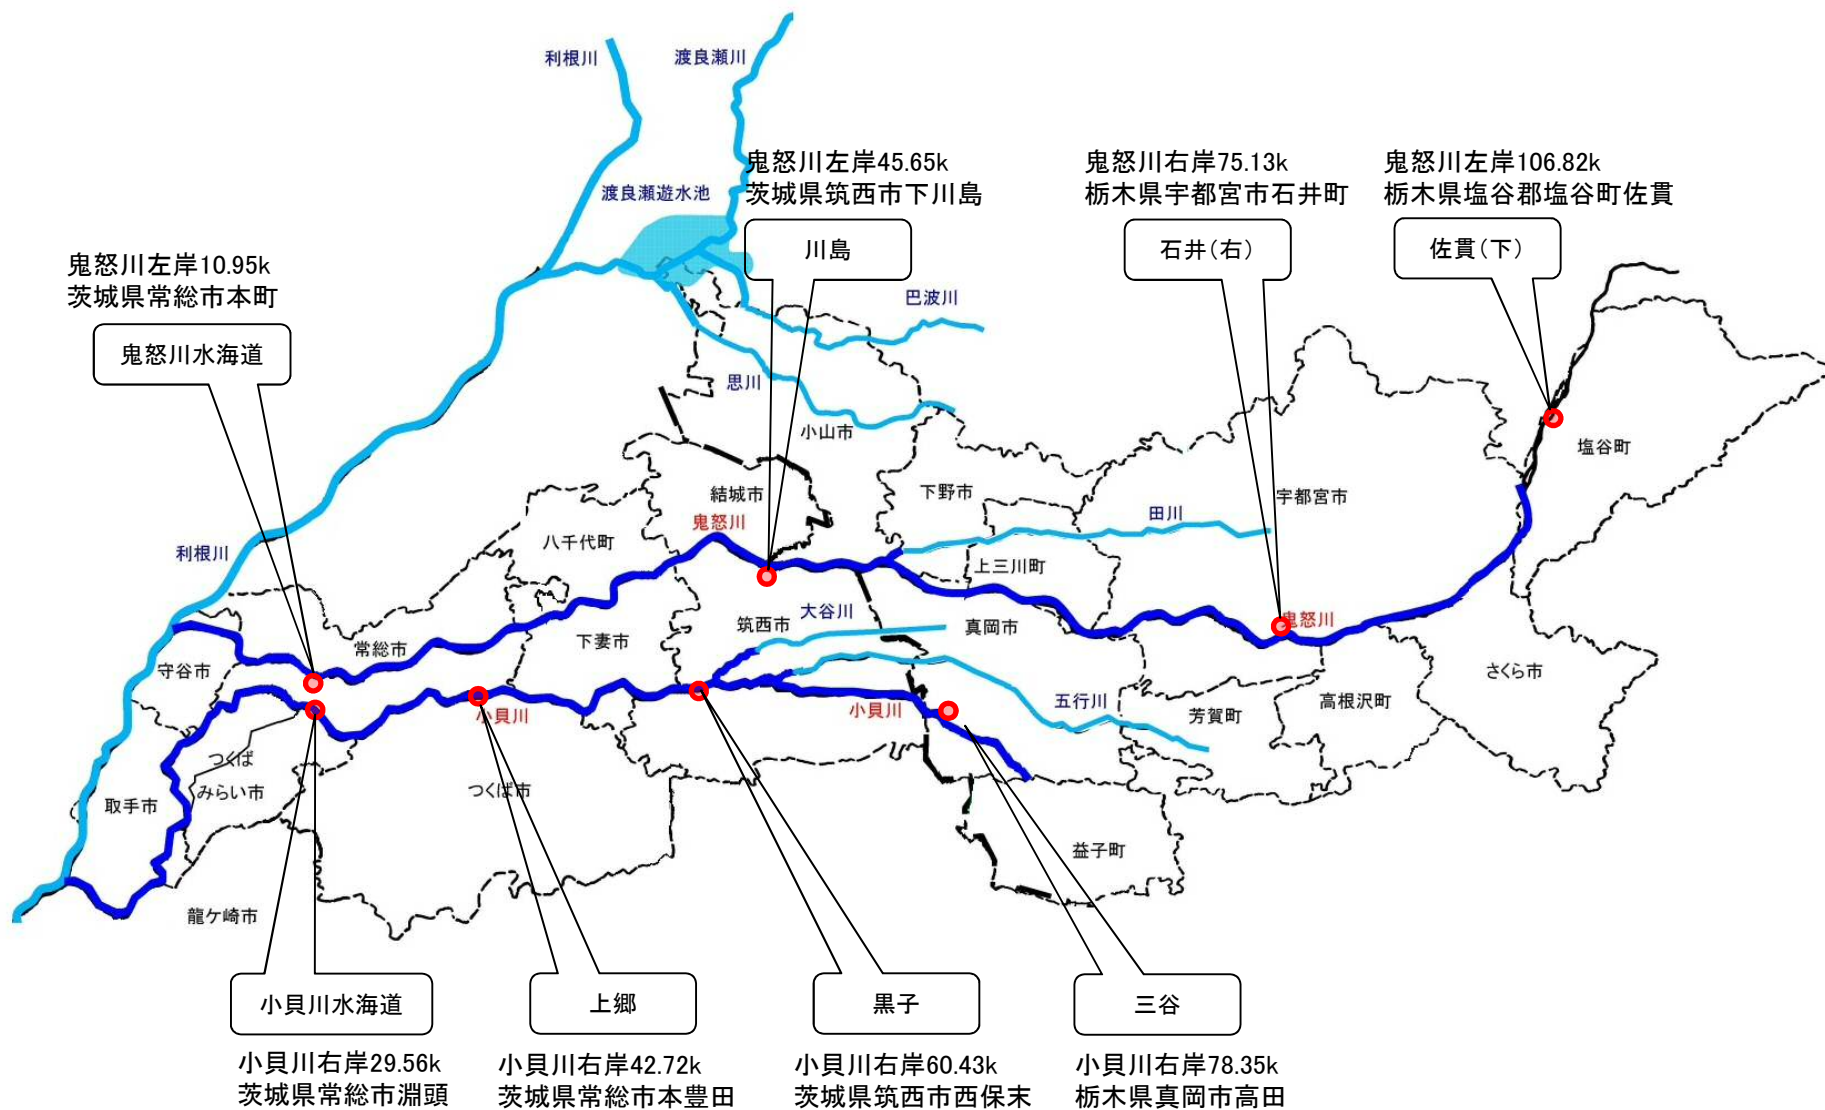 利根川
渡良瀬川
鬼怒川左岸45.65k
茨城県筑西市下川島
鬼怒川右岸75.13k
栃木県宇都宮市石井町
鬼怒川左岸106.82k
栃木県塩谷郡塩谷町佐貫
渡良瀬遊水池
川島
石井(右)
佐貫(下)
鬼怒川左岸10.95k
茨城県常総市本町
鬼怒川水海道
巴波川
思川
小山市
塩谷町
結城市
下野市
宇都宮市
鬼怒川
田川
八千代町
利根川
上三川町
大谷川
筑西市
真岡市
鬼怒川
常総市
下妻市
守谷市
さくら市
小貝川
小貝川
五行川
芳賀町
高根沢町
つくば
みらい市
取手市
つくば市
益子町
龍ケ崎市
小貝川水海道
上郷
黒子
三谷
小貝川右岸29.56k
茨城県常総市淵頭
小貝川右岸42.72k
茨城県常総市本豊田
小貝川右岸60.43k
茨城県筑西市西保末
小貝川右岸78.35k
栃木県真岡市高田